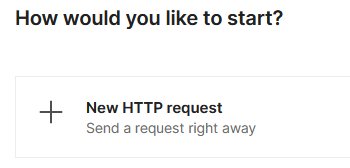 How would you like to start?
New HTTP request
Send a request right away